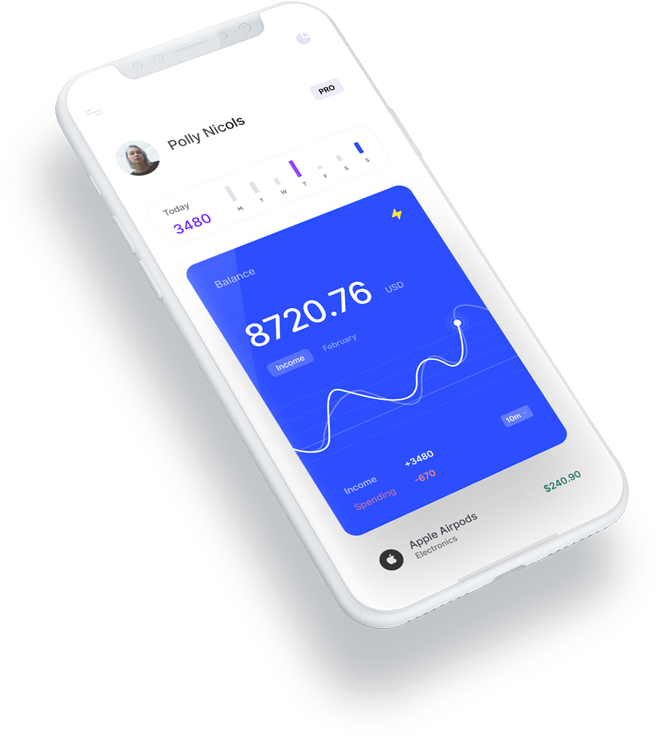 PRO
Polly Nicols
Today
3480
M T W T F S S
Balance
8720.76 USD
Income February
10m
Income +3480
Spending -670
Apple Airpods
Electronics
$240.90